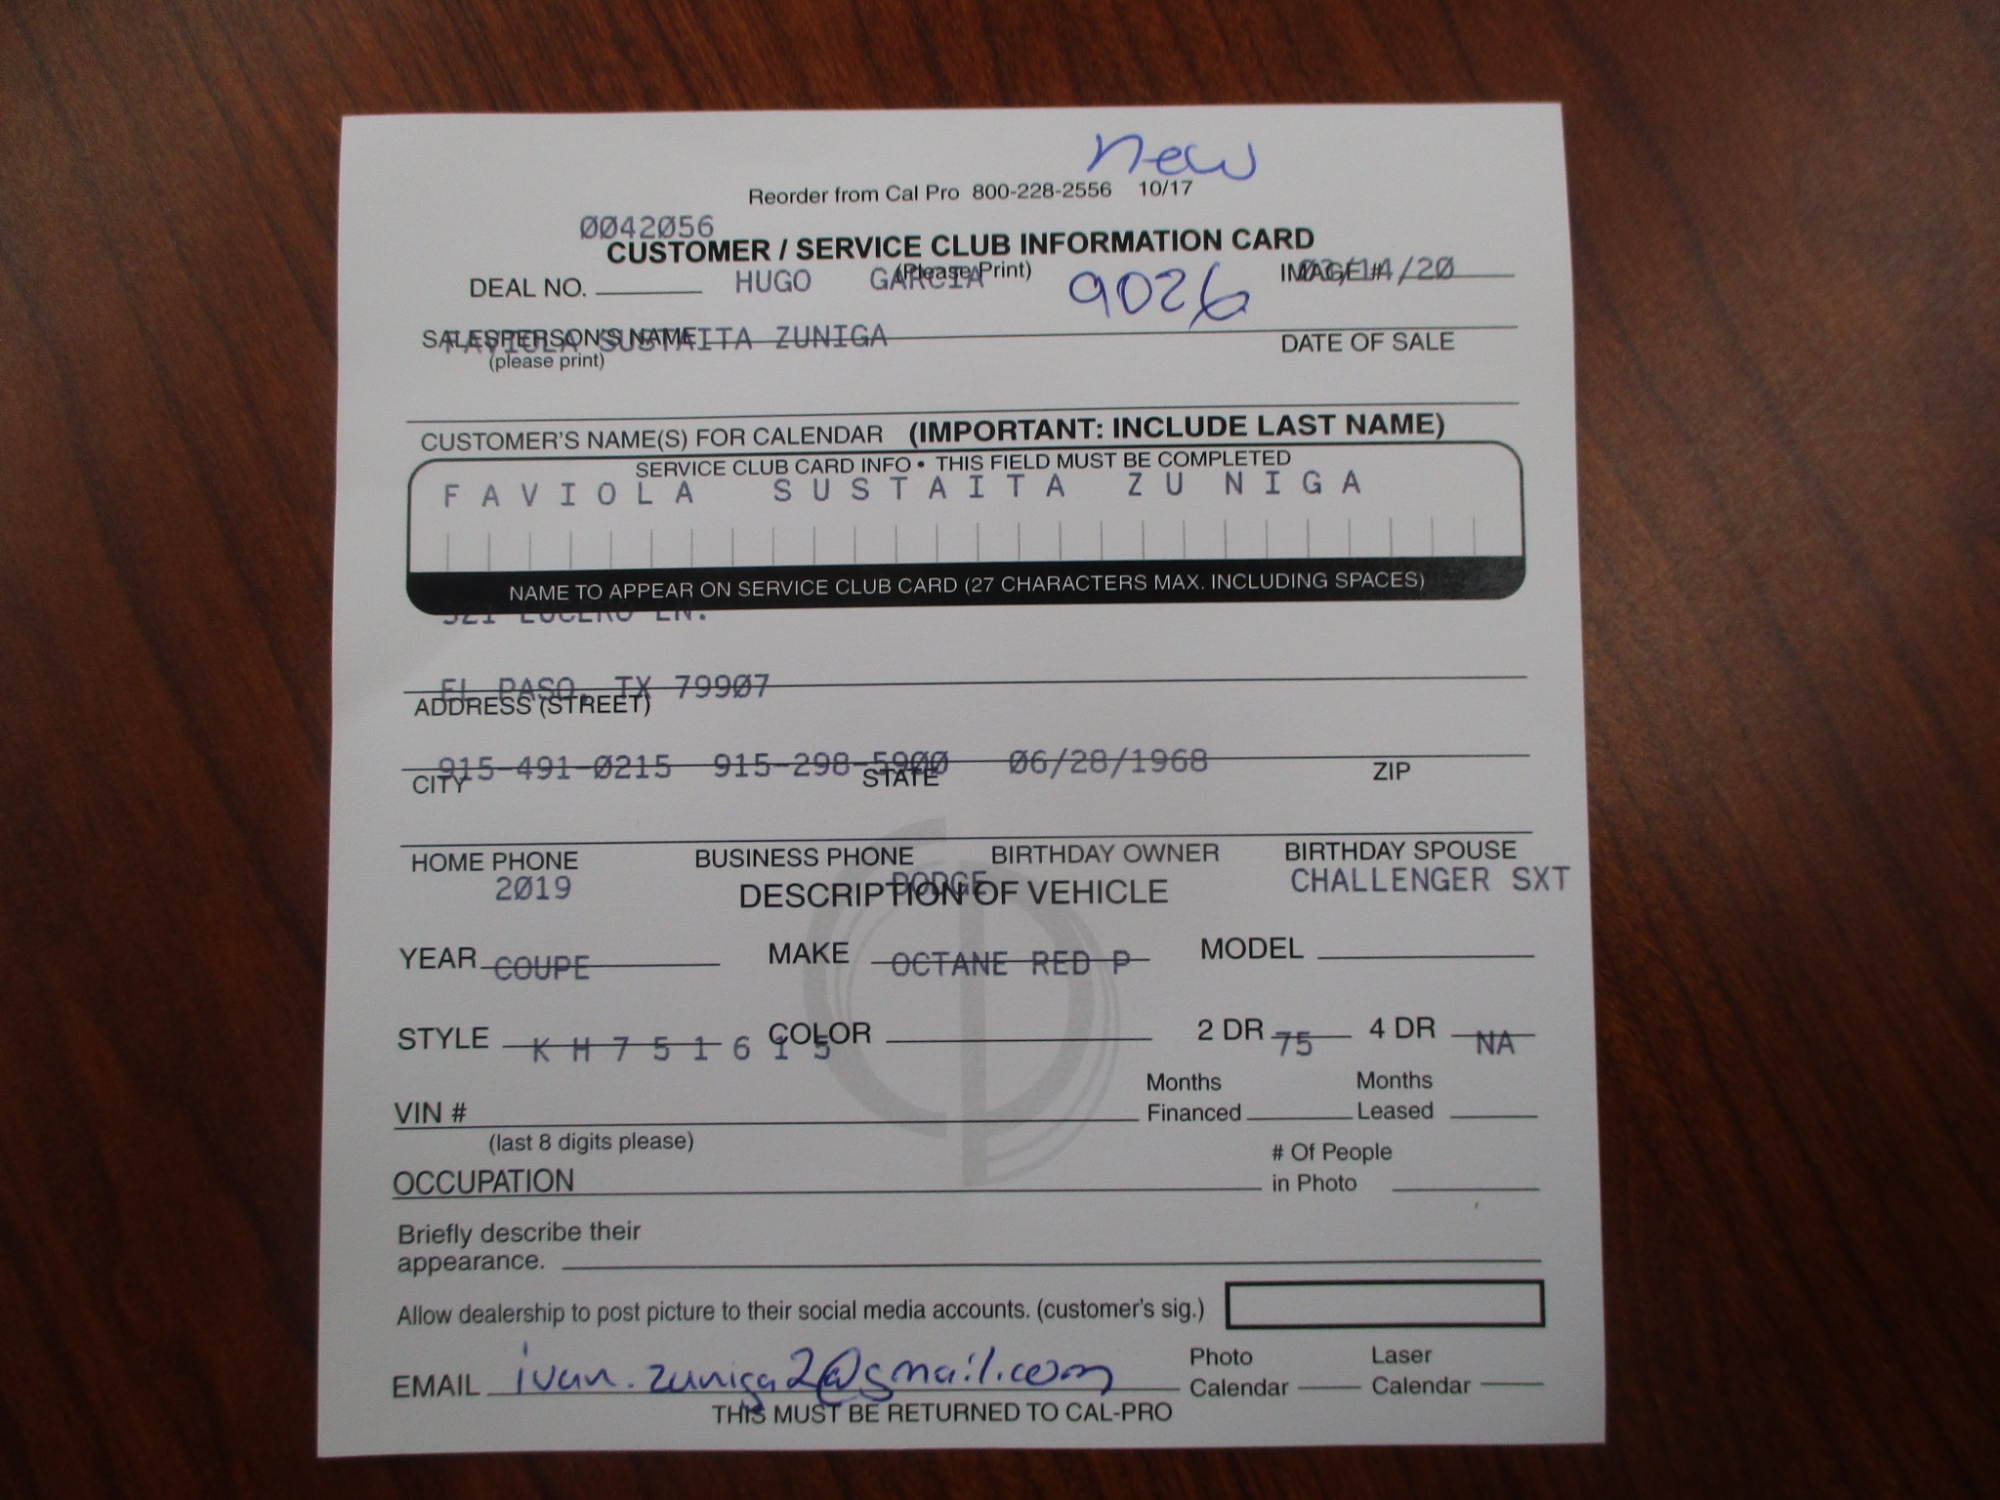 new
Reorder from Cal Pro 800-228-2556 10/17
0042056
CUSTOMER / SERVICE CLUB INFORMATION CARD
(Please Print)
DEAL NO. HUGO GARCIA 9026 IMAGE# /14/20
SALESPERSON'S NAME FAVIOLA SUSTAITA ZUNIGA DATE OF SALE
(please print)
CUSTOMER'S NAME(S) FOR CALENDAR (IMPORTANT: INCLUDE LAST NAME)
SERVICE CLUB CARD INFO • THIS FIELD MUST BE COMPLETED
FAVIOLA SUSTAITA ZUNIGA
NAME TO APPEAR ON SERVICE CLUB CARD (27 CHARACTERS MAX. INCLUDING SPACES)
LUCERO LN.
EL PASO, TX 79907
ADDRESS (STREET)
915-491-0215 915-298-5900 06/28/1968
CITY STATE ZIP
HOME PHONE BUSINESS PHONE BIRTHDAY OWNER BIRTHDAY SPOUSE
2019 DODGE CHALLENGER SXT
DESCRIPTION OF VEHICLE
YEAR MAKE MODEL
COUPE OCTANE RED P
STYLE COLOR 2 DR 4 DR
KH751615 75 NA
Months Months
VIN # Financed Leased
(last 8 digits please)
# Of People
OCCUPATION in Photo
Briefly describe their
appearance.
Allow dealership to post picture to their social media accounts. (customer's sig.)
Photo Laser
EMAIL ivan.zuniga2@gmail.com Calendar Calendar
THIS MUST BE RETURNED TO CAL-PRO